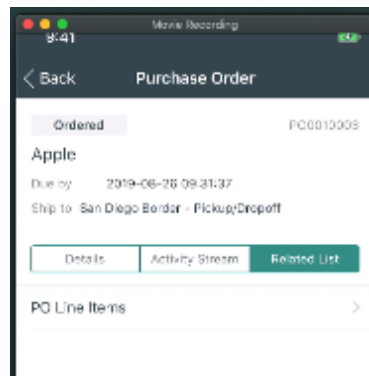 Movie Recording
9:41
Back Purchase Order
Ordered PO0010003
Apple
Due by 2019-08-26 09:31:37
Ship to San Diego Border - Pickup/Dropoff
Details Activity Stream Related List
PO Line Items